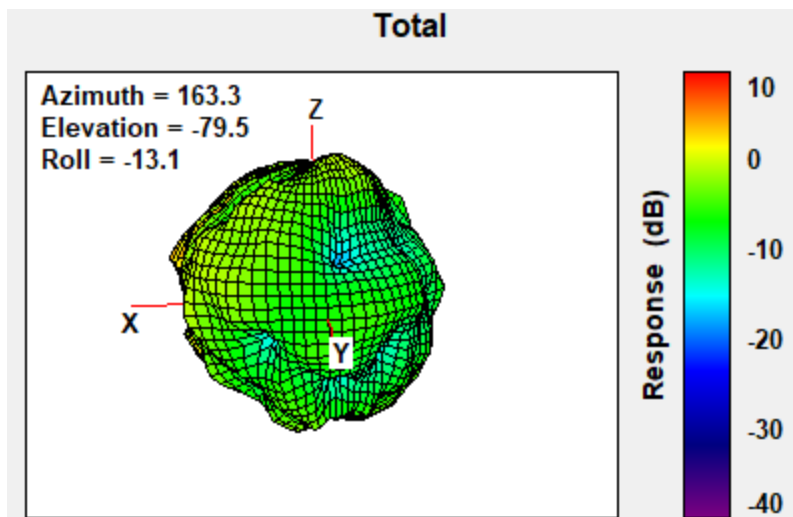 Total
Azimuth = 163.3
Elevation = -79.5
Roll = -13.1
Z
X
Y
Response (dB)
10
0
-10
-20
-30
-40